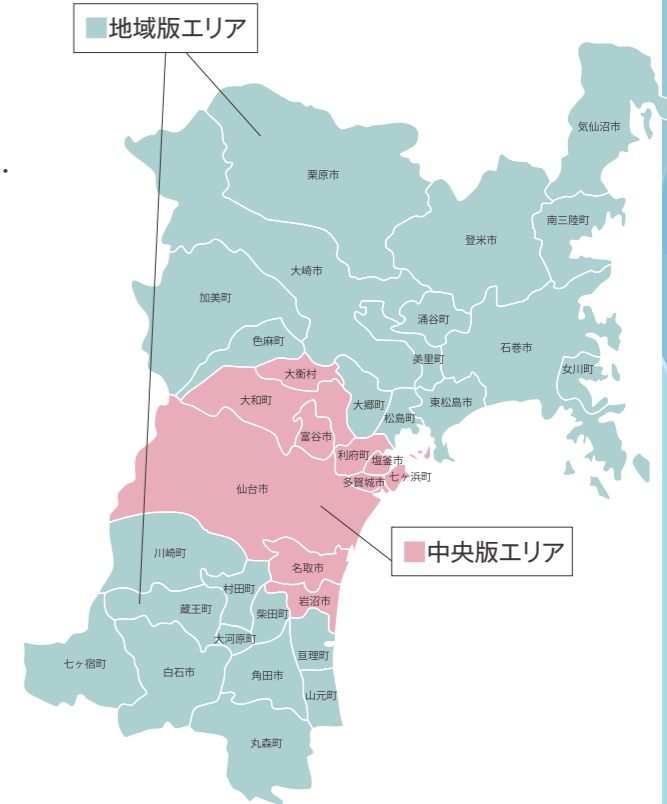 ■地域版エリア
気仙沼市
栗原市
南三陸町
登米市
大崎市
加美町
涌谷町
色麻町
石巻市
美里町
女川町
大衡村
大和町
大郷町
東松島市
松島町
富谷市
利府町
塩釜市
七ヶ浜町
多賀城市
仙台市
■中央版エリア
川崎町
名取市
村田町
岩沼市
蔵王町
柴田町
大河原町
亘理町
七ヶ宿町
白石市
角田市
山元町
丸森町